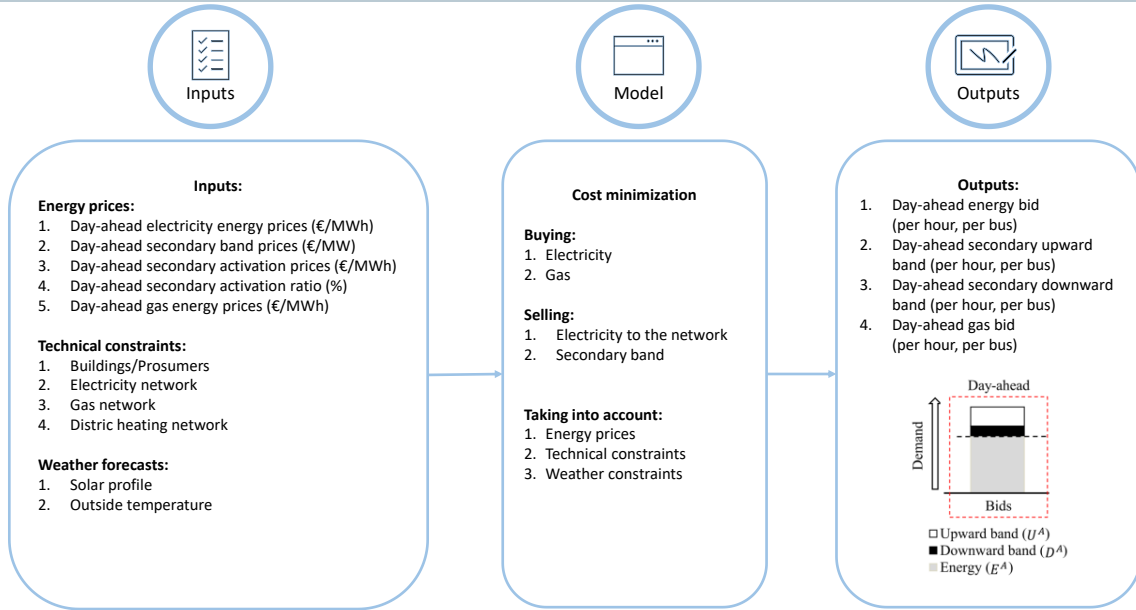 Inputs
Model
Outputs
Inputs:
Energy prices:
1. Day-ahead electricity energy prices (€/MWh)
2. Day-ahead secondary band prices (€/MW)
3. Day-ahead secondary activation prices (€/MWh)
4. Day-ahead secondary activation ratio (%)
5. Day-ahead gas energy prices (€/MWh)
Technical constraints:
1. Buildings/Prosumers
2. Electricity network
3. Gas network
4. Distric heating network
Weather forecasts:
1. Solar profile
2. Outside temperature
Cost minimization
Buying:
1. Electricity
2. Gas
Selling:
1. Electricity to the network
2. Secondary band
Taking into account:
1. Energy prices
2. Technical constraints
3. Weather constraints
Outputs:
1. Day-ahead energy bid
(per hour, per bus)
2. Day-ahead secondary upward
band (per hour, per bus)
3. Day-ahead secondary downward
band (per hour, per bus)
4. Day-ahead gas bid
(per hour, per bus)
Day-ahead
Demand
Bids
Upward band (U^A)
Downward band (D^A)
Energy (E^A)